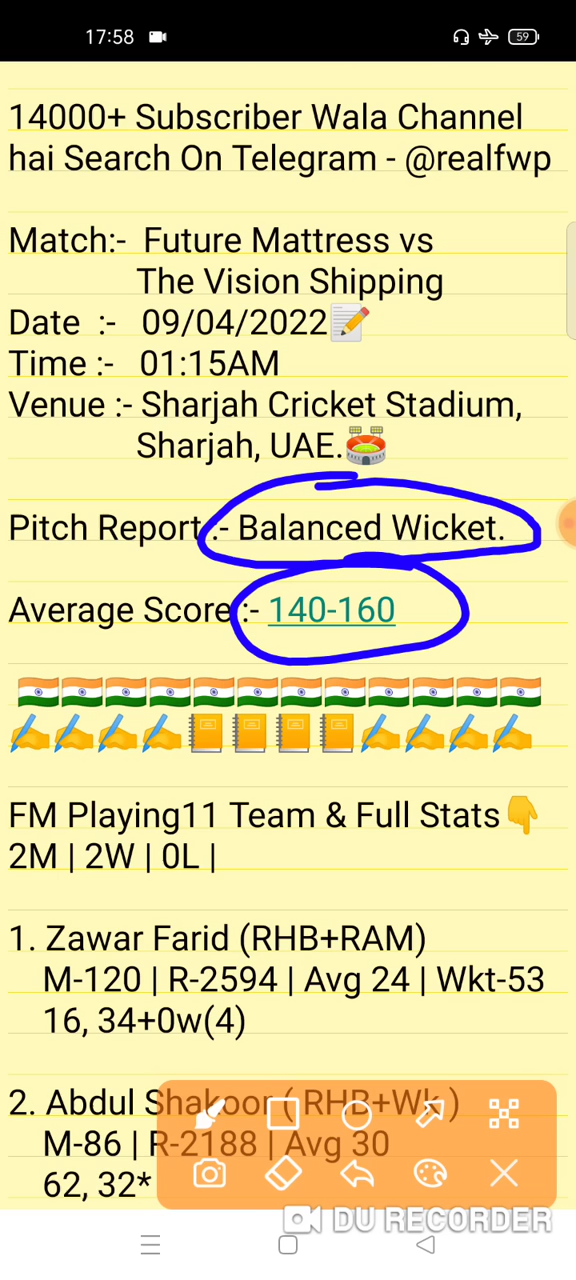 17:58
59
14000+ Subscriber Wala Channel
hai Search On Telegram - @realfwp
Match:- Future Mattress vs
The Vision Shipping
Date :- 09/04/2022
Time :- 01:15AM
Venue :- Sharjah Cricket Stadium,
Sharjah, UAE.
Pitch Report :- Balanced Wicket.
Average Score :- 140-160
FM Playing11 Team & Full Stats
2M | 2W | 0L |
1. Zawar Farid (RHB+RAM)
M-120 | R-2594 | Avg 24 | Wkt-53
16, 34+0w(4)
2. Abdul Shakoor ( RHB+Wk )
M-86 | R-2188 | Avg 30
62, 32*
DU RECORDER